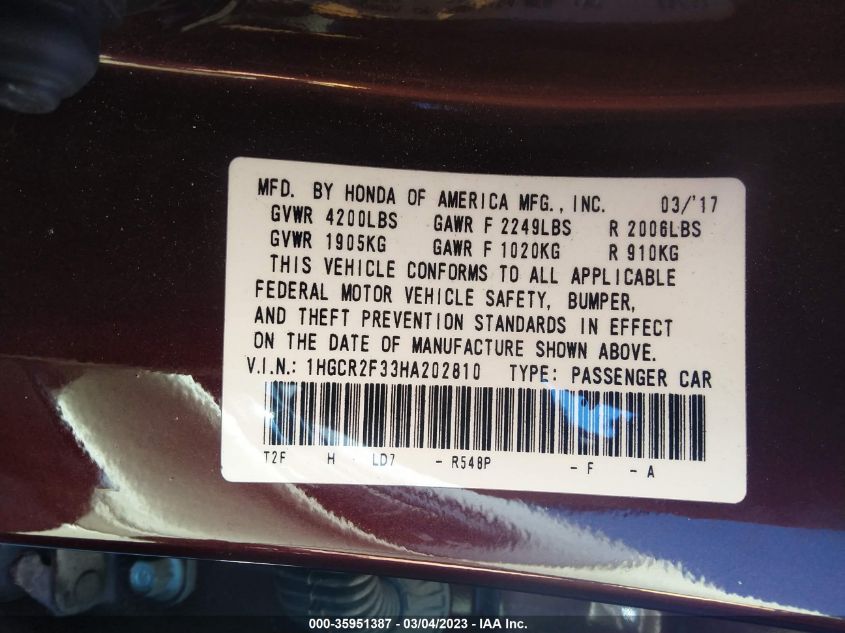 MFD. BY HONDA OF AMERICA MFG., INC. 03/'17
GVWR 4200LBS GAWR F 2249LBS R 2006LBS
GVWR 1905KG GAWR F 1020KG R 910KG
THIS VEHICLE CONFORMS TO ALL APPLICABLE
FEDERAL MOTOR VEHICLE SAFETY, BUMPER,
AND THEFT PREVENTION STANDARDS IN EFFECT
ON THE DATE OF MANUFACTURE SHOWN ABOVE.
V.I.N.: 1HGCR2F33HA202810 TYPE: PASSENGER CAR
T2F H - LD7 - R548P - F - A
000-35951387 - 03/04/2023 - IAA Inc.